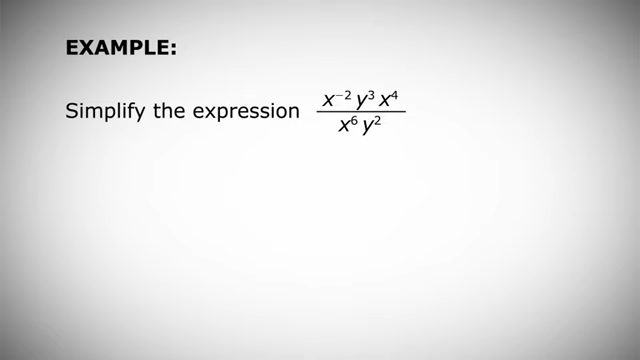 EXAMPLE:
Simplify the expression x⁻² y³ x⁴ / x⁶ y²